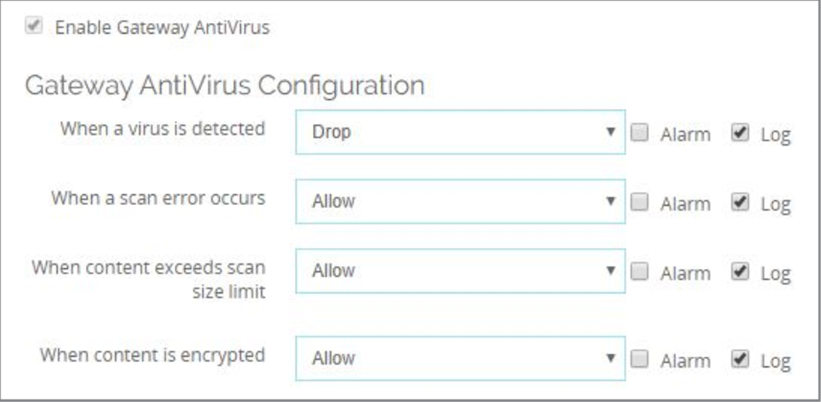 Enable Gateway AntiVirus
Gateway AntiVirus Configuration
When a virus is detected Drop Alarm Log
When a scan error occurs Allow Alarm Log
When content exceeds scan
size limit Allow Alarm Log
When content is encrypted Allow Alarm Log